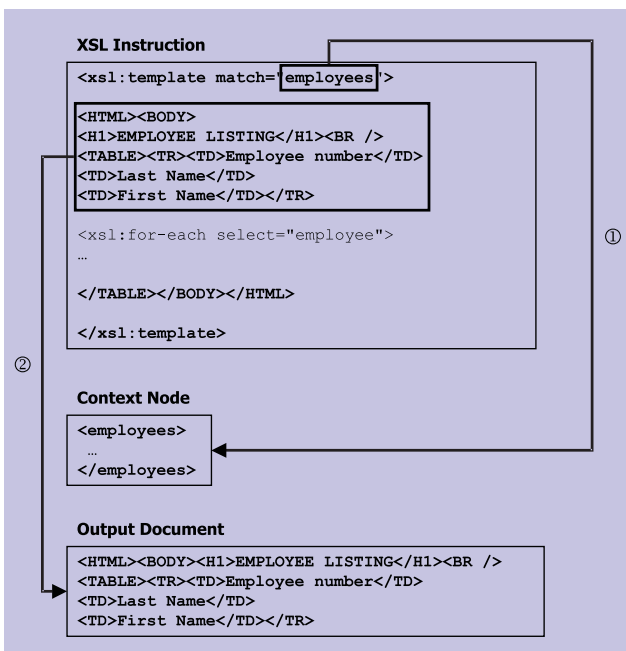 XSL Instruction
<xsl:template match="employees">
<HTML><BODY>
<H1>EMPLOYEE LISTING</H1><BR />
<TABLE><TR><TD>Employee number</TD>
<TD>Last Name</TD>
<TD>First Name</TD></TR>
<xsl:for-each select="employee">
…
</TABLE></BODY></HTML>
</xsl:template>
①
②
Context Node
<employees>
…
</employees>
Output Document
<HTML><BODY><H1>EMPLOYEE LISTING</H1><BR />
<TABLE><TR><TD>Employee number</TD>
<TD>Last Name</TD>
<TD>First Name</TD></TR>